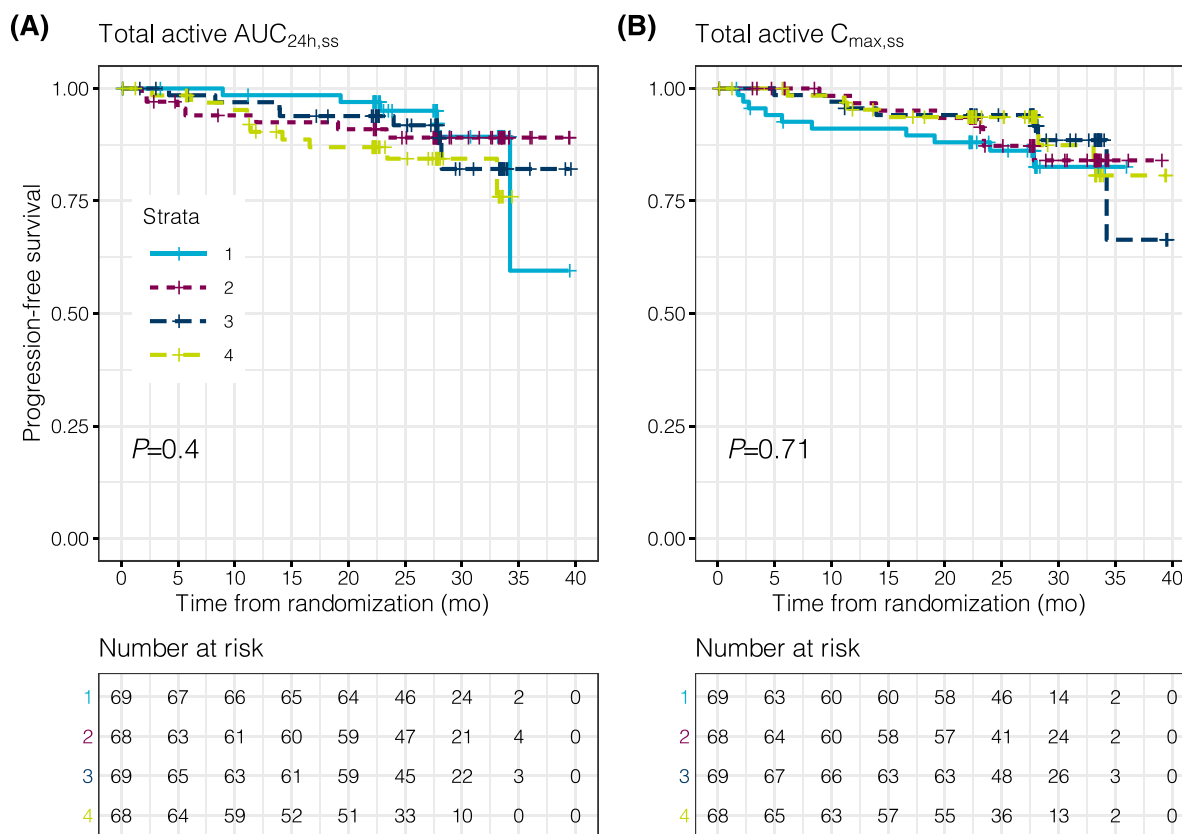 (A) Total active AUC24h,ss
Progression-free survival
1.00
0.75
0.50
0.25
0.00
Strata
1
2
3
4
P=0.4
0 5 10 15 20 25 30 35 40
Time from randomization (mo)
Number at risk
1 69 67 66 65 64 46 24 2 0
2 68 63 61 60 59 47 21 4 0
3 69 65 63 61 59 45 22 3 0
4 68 64 59 52 51 33 10 0 0
(B) Total active Cmax,ss
1.00
0.75
0.50
0.25
0.00
P=0.71
0 5 10 15 20 25 30 35 40
Time from randomization (mo)
Number at risk
1 69 63 60 60 58 46 14 2 0
2 68 64 60 58 57 41 24 2 0
3 69 67 66 63 63 48 26 3 0
4 68 65 63 57 55 36 13 2 0